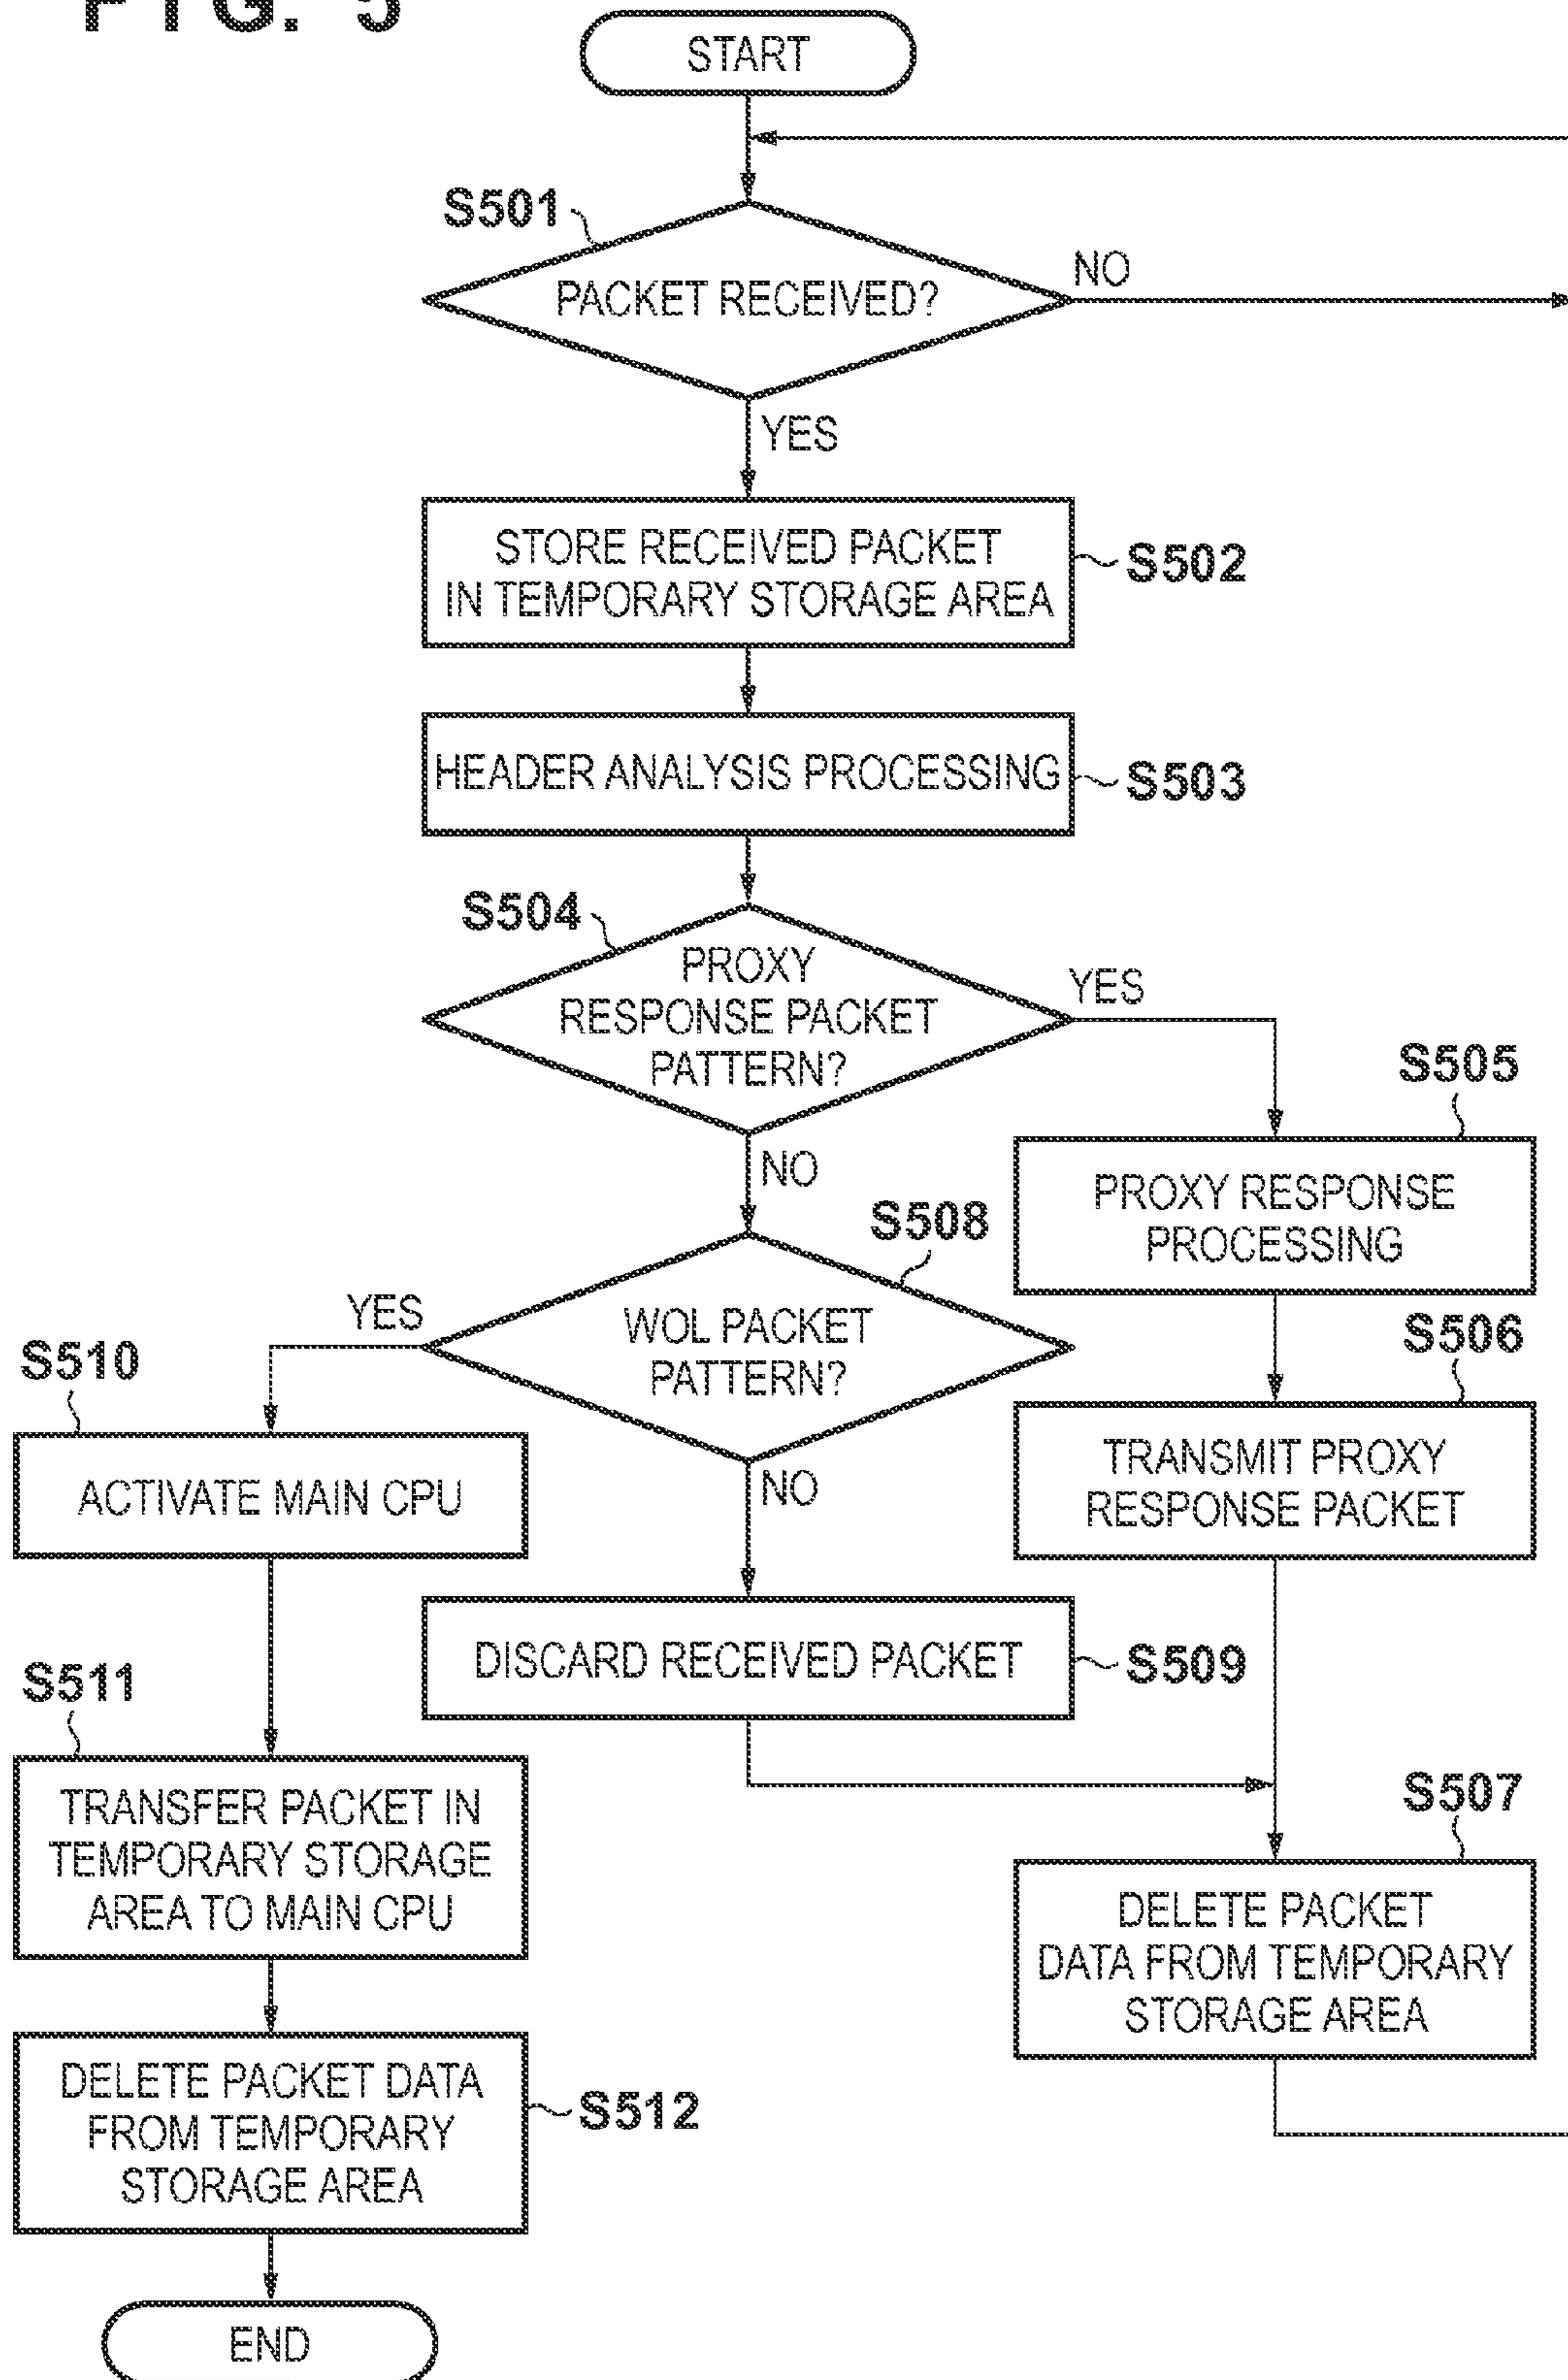 FIG. 5
START
S501
PACKET RECEIVED?
NO
YES
STORE RECEIVED PACKET
IN TEMPORARY STORAGE AREA
S502
HEADER ANALYSIS PROCESSING
S503
S504
PROXY
RESPONSE PACKET
PATTERN?
YES
NO
S505
PROXY RESPONSE
PROCESSING
S508
WOL PACKET
PATTERN?
YES
NO
S506
TRANSMIT PROXY
RESPONSE PACKET
S510
ACTIVATE MAIN CPU
DISCARD RECEIVED PACKET
S509
S511
TRANSFER PACKET IN
TEMPORARY STORAGE
AREA TO MAIN CPU
S507
DELETE PACKET
DATA FROM TEMPORARY
STORAGE AREA
DELETE PACKET DATA
FROM TEMPORARY
STORAGE AREA
S512
END